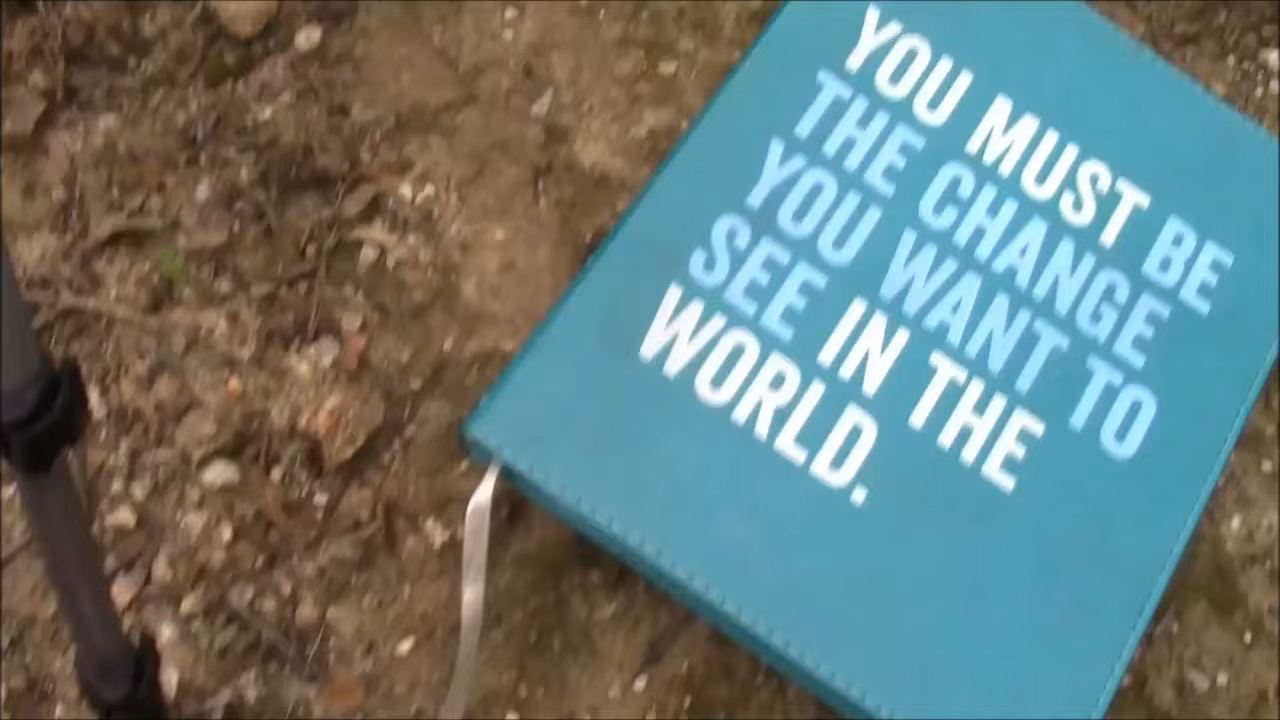 YOU MUST BE
THE CHANGE
YOU WANT TO
SEE IN THE
WORLD.